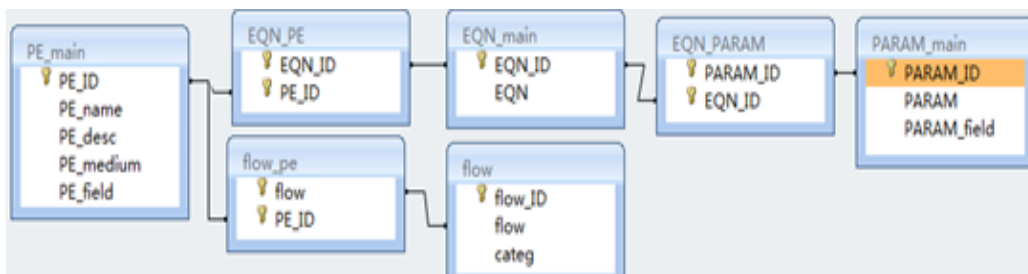 PE_main
PE_ID
PE_name
PE_desc
PE_medium
PE_field
EQN_PE
EQN_ID
PE_ID
flow_pe
flow
PE_ID
EQN_main
EQN_ID
EQN
flow
flow_ID
flow
categ
EQN_PARAM
PARAM_ID
EQN_ID
PARAM_main
PARAM_ID
PARAM
PARAM_field